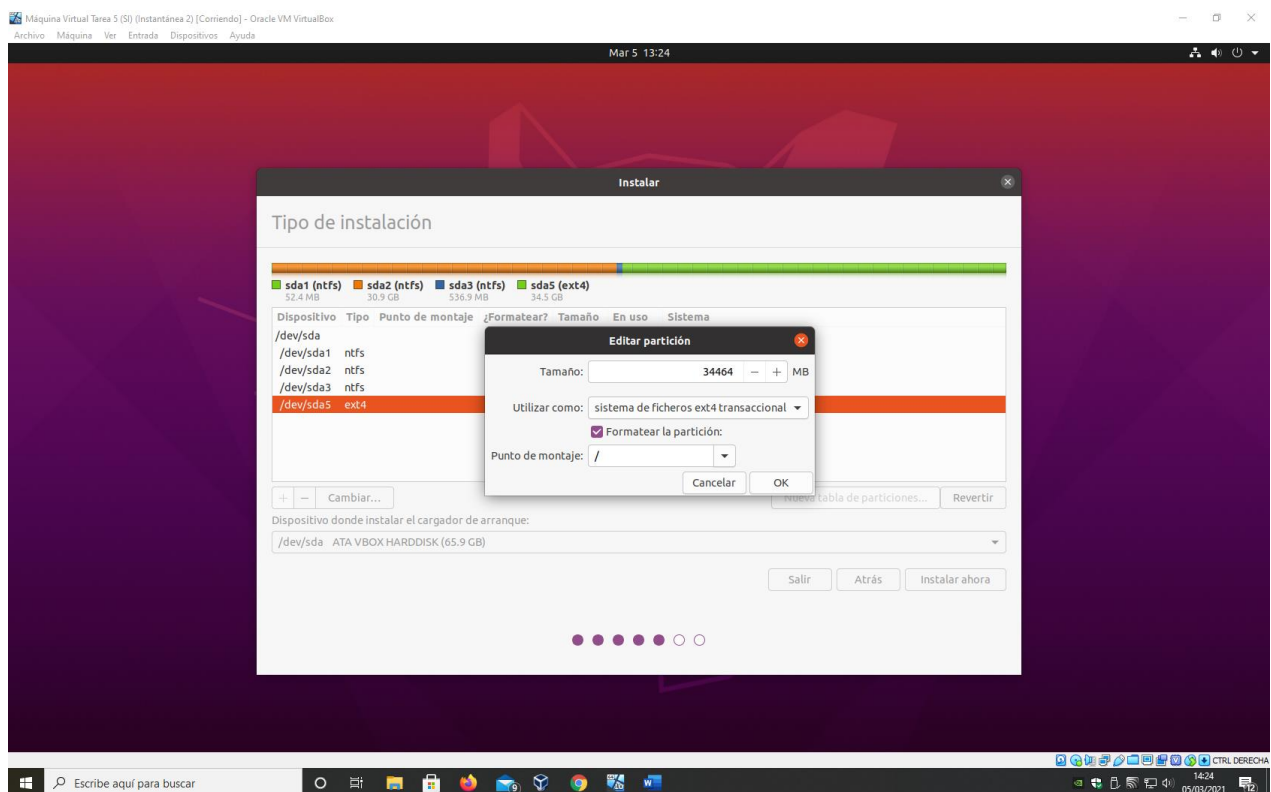 Máquina Virtual Tarea 5 (SI) (Instantánea 2) [Corriendo] - Oracle VM VirtualBox
Archivo Máquina Ver Entrada Dispositivos Ayuda
Mar 5 13:24
Instalar
Tipo de instalación
sda1 (ntfs) sda2 (ntfs) sda3 (ntfs) sda5 (ext4)
52.4 MB 30.9 GB 536.9 MB 34.5 GB
Dispositivo Tipo Punto de montaje ¿Formatear? Tamaño En uso Sistema
/dev/sda
/dev/sda1 ntfs
/dev/sda2 ntfs
/dev/sda3 ntfs
/dev/sda5 ext4
Editar partición
Tamaño: 34464 − + MB
Utilizar como: sistema de ficheros ext4 transaccional
Formatear la partición:
Punto de montaje: /
Cancelar OK
+ − Cambiar... Nueva tabla de particiones... Revertir
Dispositivo donde instalar el cargador de arranque:
/dev/sda ATA VBOX HARDDISK (65.9 GB)
Salir Atrás Instalar ahora
CTRL DERECHA
Escribe aquí para buscar
14:24
05/03/2021